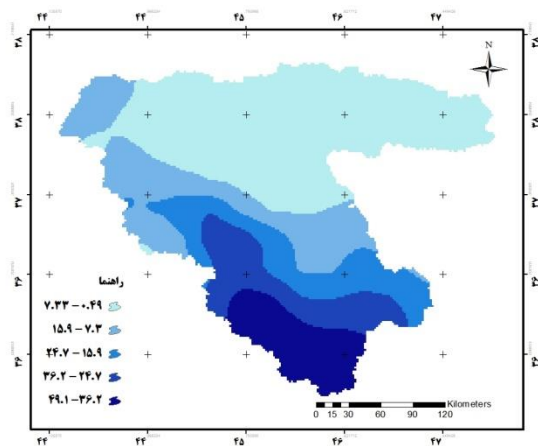 ۴۴ ۴۴ ۴۵ ۴۶ ۴۷
N
۳۸ ۳۸
۳۸ ۳۸
۳۷ ۳۷
۳۶ ۳۶
۳۶ ۳۶
راهنما
۷.۳۳ – ۰.۴۹
۱۵.۹ – ۷.۳
۲۴.۷ – ۱۵.۹
۳۶.۲ – ۲۴.۷
۴۹.۱ – ۳۶.۲
Kilometers
0 15 30 60 90 120
۴۴ ۴۴ ۴۵ ۴۶ ۴۷